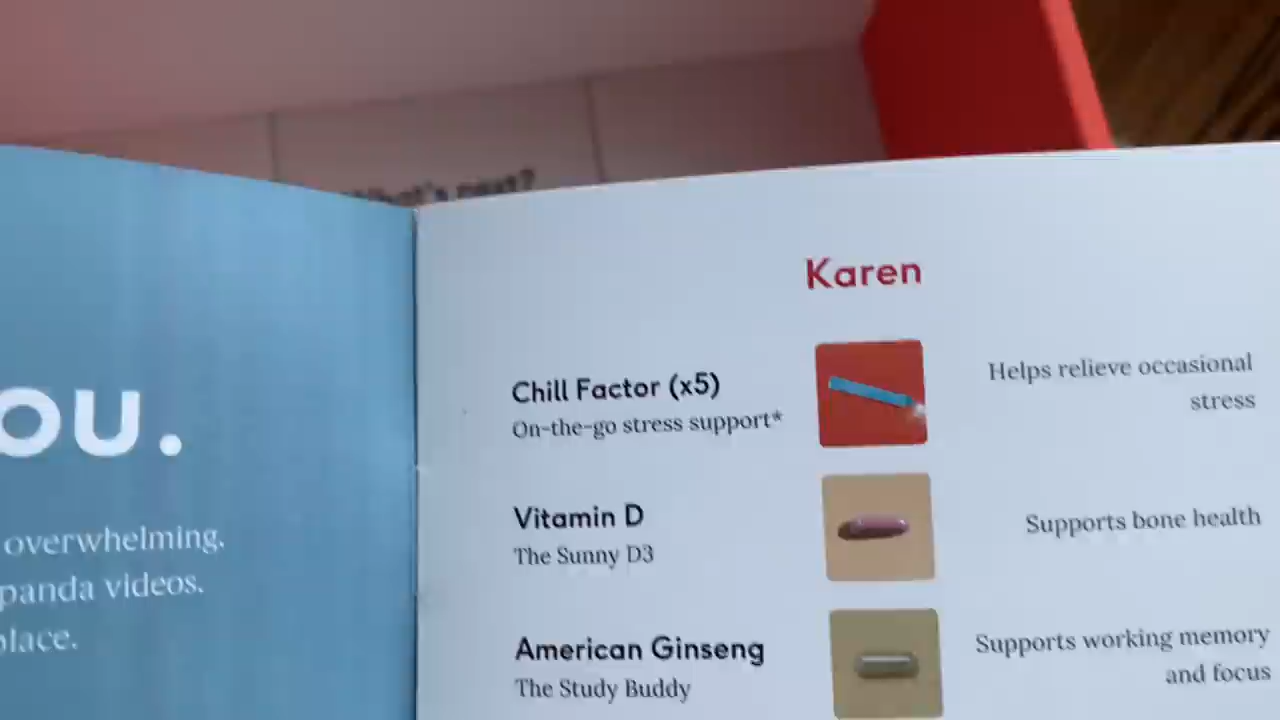 What's next?
ou.
overwhelming.
panda videos.
place.
Karen
Chill Factor (x5)
On-the-go stress support*
Helps relieve occasional
stress
Vitamin D
The Sunny D3
Supports bone health
American Ginseng
The Study Buddy
Supports working memory
and focus